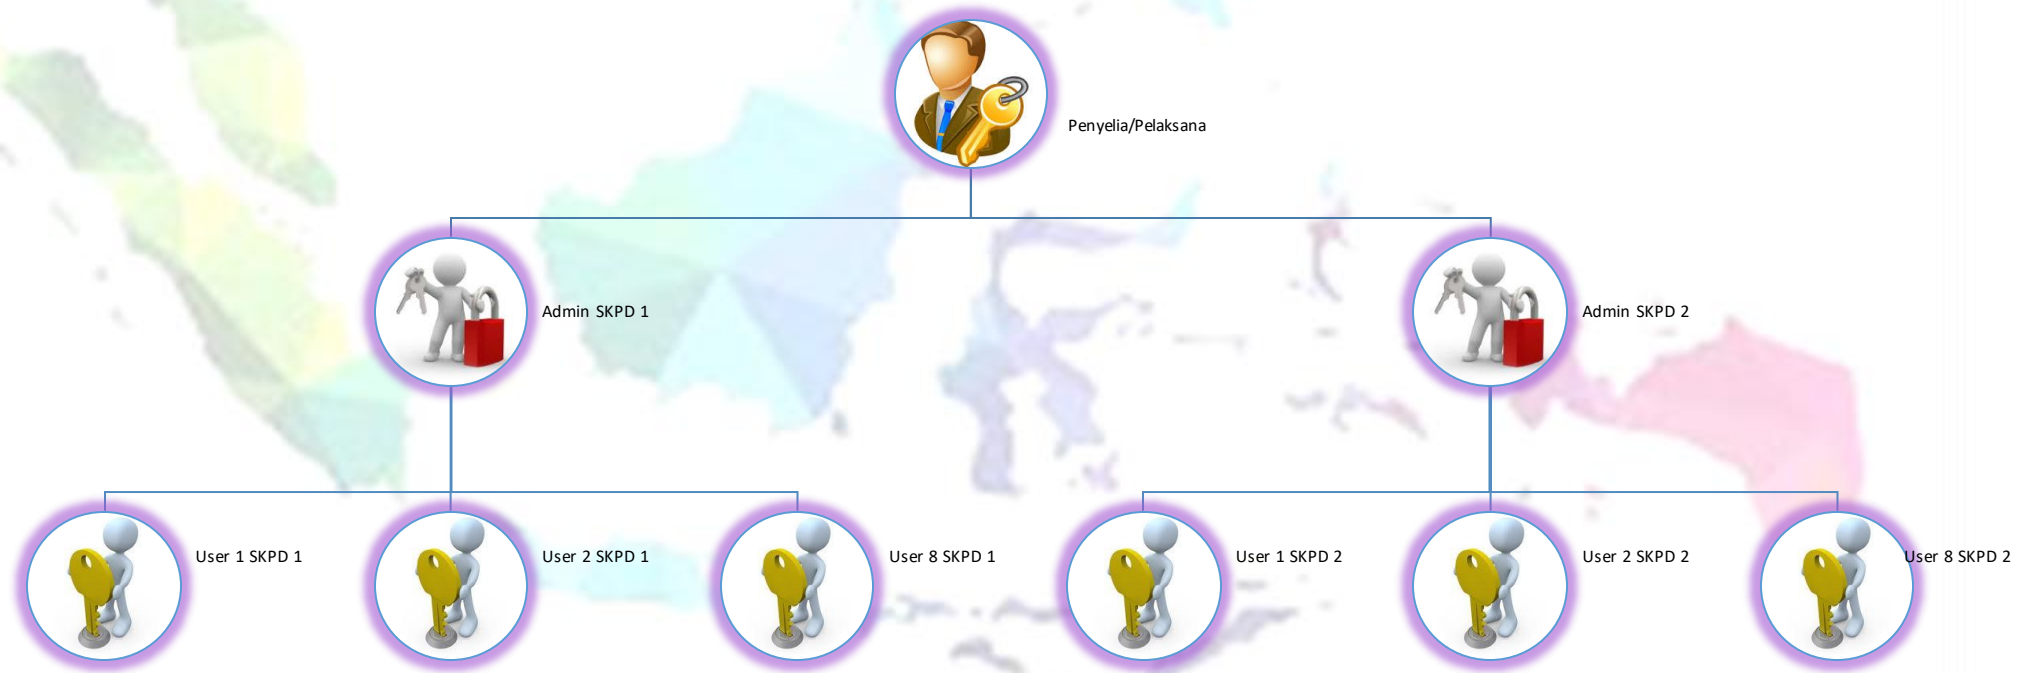 Penyelia/Pelaksana
Admin SKPD 1
Admin SKPD 2
User 1 SKPD 1
User 2 SKPD 1
User 8 SKPD 1
User 1 SKPD 2
User 2 SKPD 2
User 8 SKPD 2